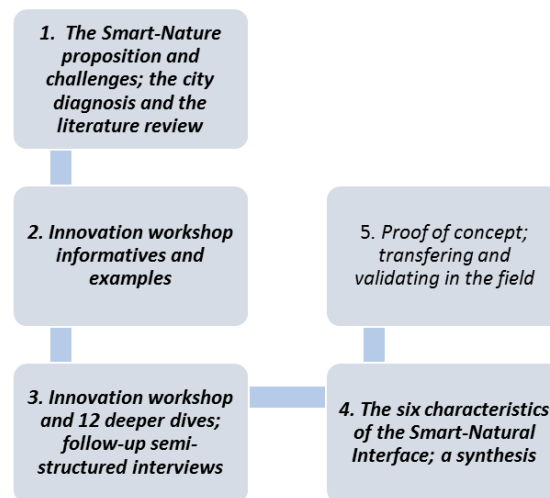 1. The Smart-Nature
proposition and
challenges; the city
diagnosis and the
literature review
2. Innovation workshop
informatives and
examples
3. Innovation workshop
and 12 deeper dives;
follow-up semi-
structured interviews
4. The six characteristics
of the Smart-Natural
Interface; a synthesis
5. Proof of concept;
transfering and
validating in the field